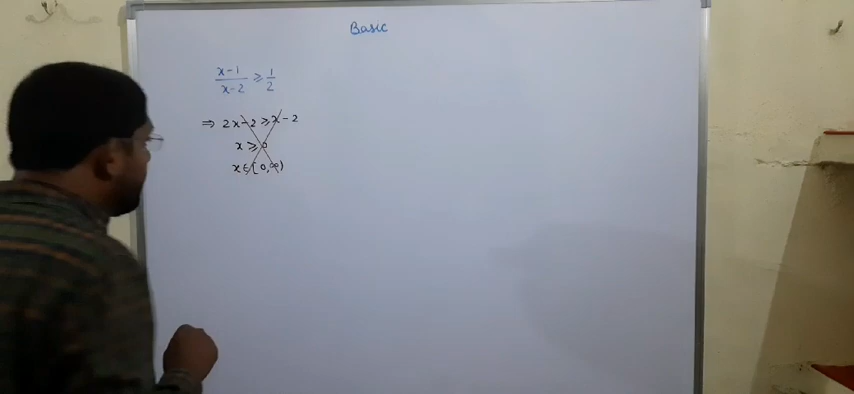 Basic
x-1/x-2 ≥ 1/2
⇒ 2x-2 ≥ x-2
x ≥ 0
x ∈ [0,∞)